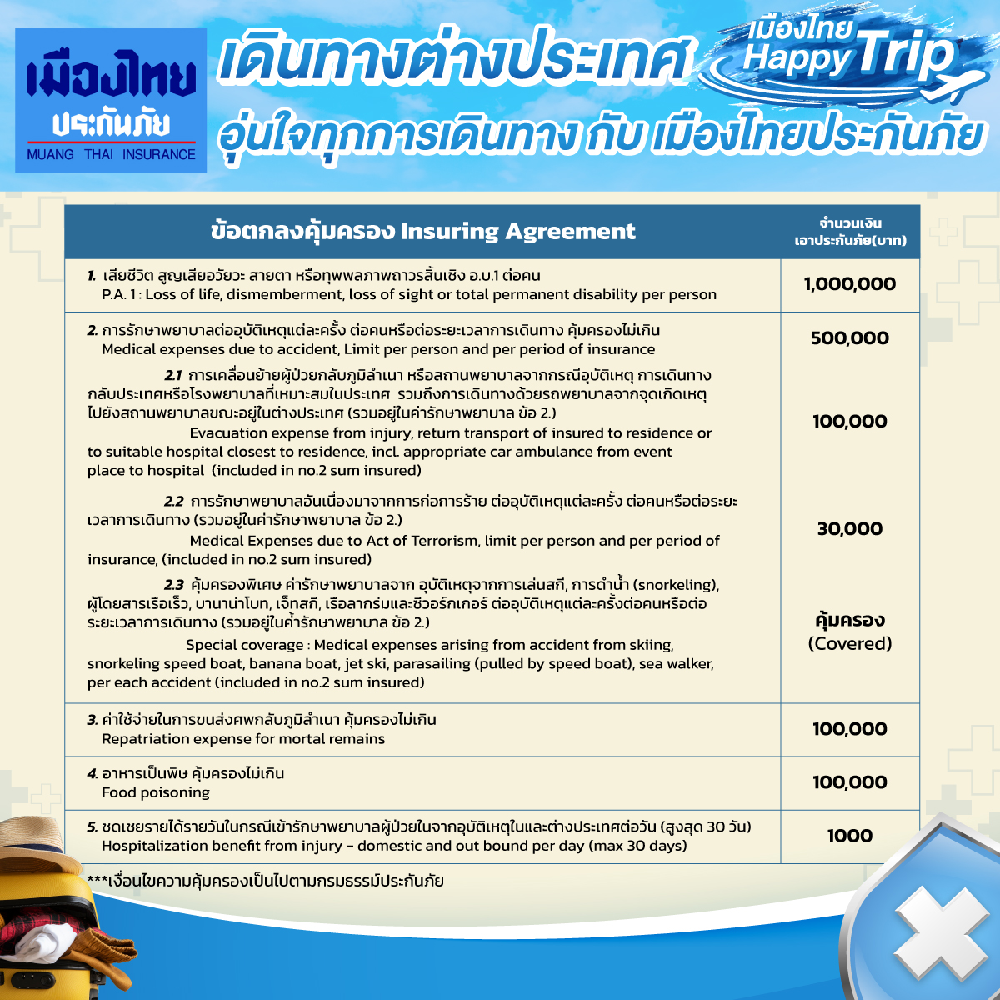 เมืองไทย
ประกันภัย
MUANG THAI INSURANCE
เดินทางต่างประเทศ
เมืองไทย
Happy Trip
อุ่นใจทุกการเดินทาง กับ เมืองไทยประกันภัย
ข้อตกลงคุ้มครอง Insuring Agreement
จำนวนเงิน
เอาประกันภัย(บาท)
1. เสียชีวิต สูญเสียอวัยวะ สายตา หรือทุพพลภาพถาวรสิ้นเชิง อ.บ.1 ต่อคน
P.A. 1 : Loss of life, dismemberment, loss of sight or total permanent disability per person
1,000,000
2. การรักษาพยาบาลต่ออุบัติเหตุแต่ละครั้ง ต่อคนหรือต่อระยะเวลาการเดินทาง คุ้มครองไม่เกิน
Medical expenses due to accident, Limit per person and per period of insurance
500,000
2.1 การเคลื่อนย้ายผู้ป่วยกลับภูมิลำเนา หรือสถานพยาบาลจากกรณีอุบัติเหตุ การเดินทาง
กลับประเทศหรือโรงพยาบาลที่เหมาะสมในประเทศ รวมถึงการเดินทางด้วยรถพยาบาลจากจุดเกิดเหตุ
ไปยังสถานพยาบาลขณะอยู่ในต่างประเทศ (รวมอยู่ในค่ารักษาพยาบาล ข้อ 2.)
Evacuation expense from injury, return transport of insured to residence or
to suitable hospital closest to residence, incl. appropriate car ambulance from event
place to hospital (included in no.2 sum insured)
100,000
2.2 การรักษาพยาบาลอันเนื่องมาจากการก่อการร้าย ต่ออุบัติเหตุแต่ละครั้ง ต่อคนหรือต่อระยะ
เวลาการเดินทาง (รวมอยู่ในค่ารักษาพยาบาล ข้อ 2.)
Medical Expenses due to Act of Terrorism, limit per person and per period of
insurance, (included in no.2 sum insured)
30,000
2.3 คุ้มครองพิเศษ ค่ารักษาพยาบาลจาก อุบัติเหตุจากการเล่นสกี, การดำน้ำ (snorkeling),
ผู้โดยสารเรือเร็ว, บานาน่าโบท, เจ็ทสกี, เรือลากร่มและซีวอร์กเกอร์ ต่ออุบัติเหตุแต่ละครั้งต่อคนหรือต่อ
ระยะเวลาการเดินทาง (รวมอยู่ในค่ำรักษาพยาบาล ข้อ 2.)
Special coverage : Medical expenses arising from accident from skiing,
snorkeling speed boat, banana boat, jet ski, parasailing (pulled by speed boat), sea walker,
per each accident (included in no.2 sum insured)
คุ้มครอง
(Covered)
3. ค่าใช้จ่ายในการขนส่งศพกลับภูมิลำเนา คุ้มครองไม่เกิน
Repatriation expense for mortal remains
100,000
4. อาหารเป็นพิษ คุ้มครองไม่เกิน
Food poisoning
100,000
5. ชดเชยรายได้รายวันในกรณีเข้ารักษาพยาบาลผู้ป่วยในจากอุบัติเหตุในและต่างประเทศต่อวัน (สูงสุด 30 วัน)
Hospitalization benefit from injury - domestic and out bound per day (max 30 days)
1000
***เงื่อนไขความคุ้มครองเป็นไปตามกรมธรรม์ประกันภัย